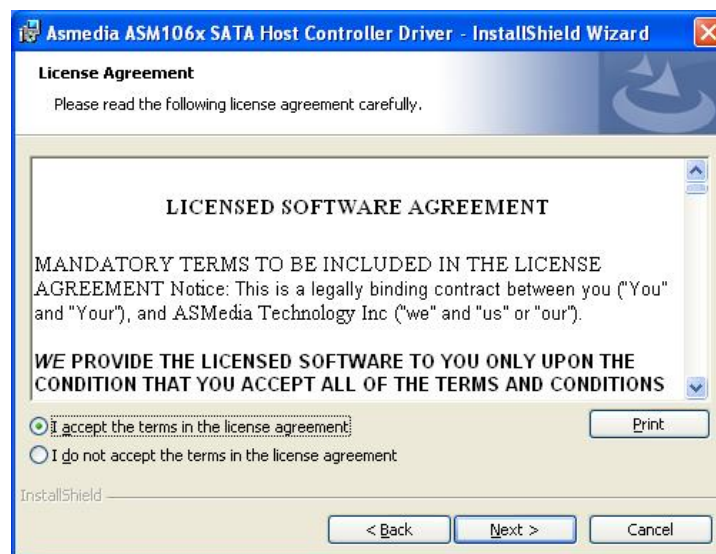 Asmedia ASM106x SATA Host Controller Driver - InstallShield Wizard
License Agreement
Please read the following license agreement carefully.
LICENSED SOFTWARE AGREEMENT
MANDATORY TERMS TO BE INCLUDED IN THE LICENSE
AGREEMENT Notice: This is a legally binding contract between you ("You"
and "Your"), and ASMedia Technology Inc ("we" and "us" or "our").
WE PROVIDE THE LICENSED SOFTWARE TO YOU ONLY UPON THE
CONDITION THAT YOU ACCEPT ALL OF THE TERMS AND CONDITIONS
I accept the terms in the license agreement
Print
I do not accept the terms in the license agreement
InstallShield
< Back
Next >
Cancel